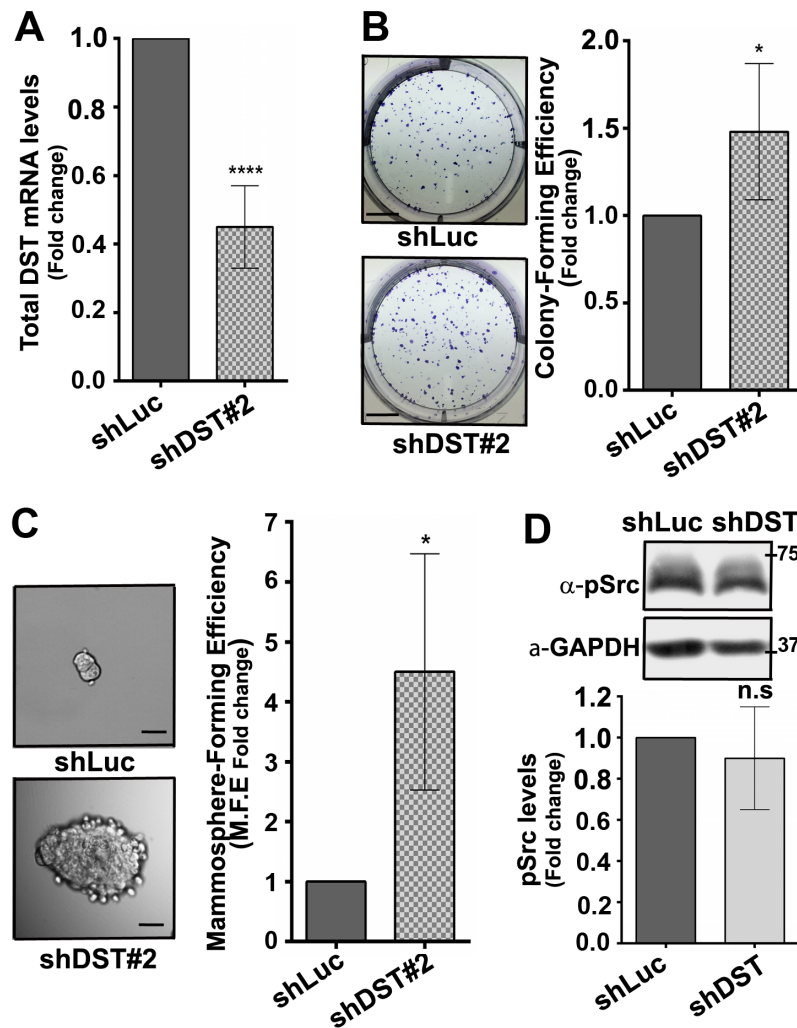 A
Total DST mRNA levels
(Fold change)
1.0
0.8
0.6
0.4
0.2
0.0
****
shLuc
shDST#2
B
shLuc
shDST#2
Colony-Forming Efficiency
(Fold change)
2.0
1.5
1.0
0.5
0.0
*
shLuc
shDST#2
C
shLuc
shDST#2
Mammosphere-Forming Efficiency
(M.F.E Fold change)
7
6
5
4
3
2
1
0
*
shLuc
shDST#2
D
shLuc shDST
α-pSrc
75
a-GAPDH
37
n.s
pSrc levels
(Fold change)
1.2
1.0
0.8
0.6
0.4
0.2
0.0
shLuc
shDST